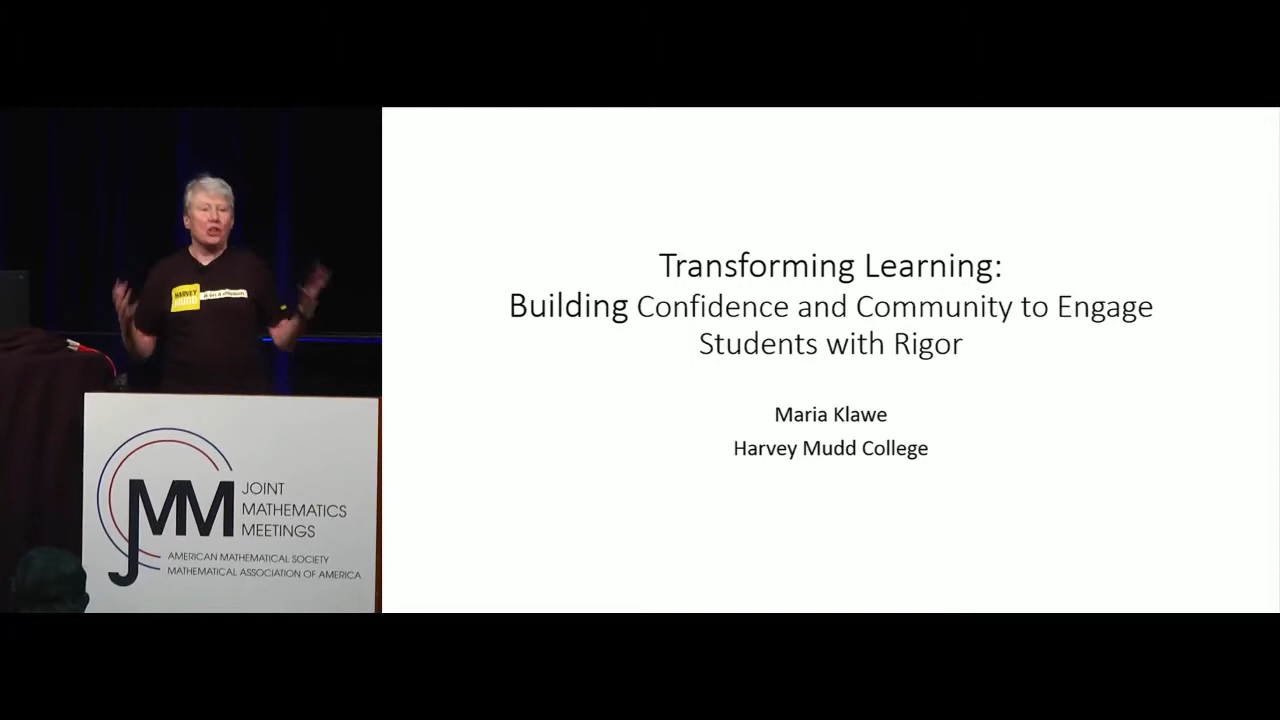 Transforming Learning:
Building Confidence and Community to Engage
Students with Rigor
Maria Klawe
Harvey Mudd College
HARVEY
MUDD
JMM
JOINT
MATHEMATICS
MEETINGS
AMERICAN MATHEMATICAL SOCIETY
MATHEMATICAL ASSOCIATION OF AMERICA